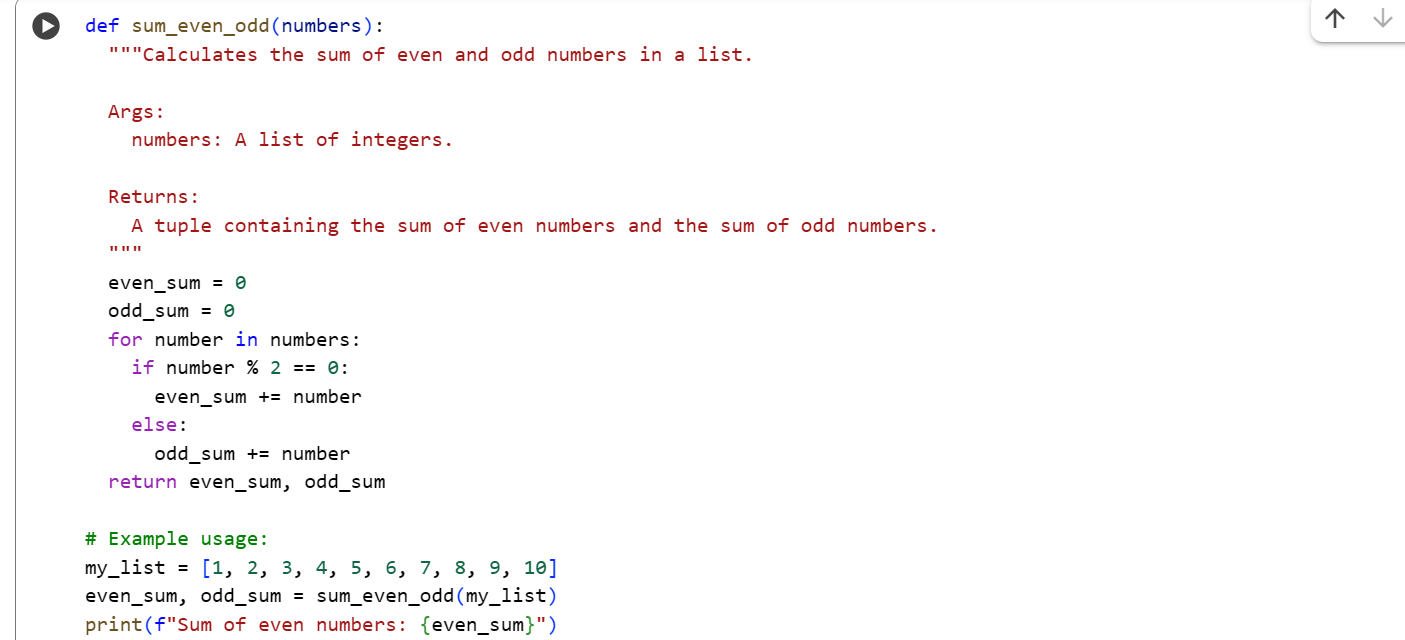 def sum_even_odd(numbers):
  """Calculates the sum of even and odd numbers in a list.

  Args:
    numbers: A list of integers.

  Returns:
    A tuple containing the sum of even numbers and the sum of odd numbers.
  """
  even_sum = 0
  odd_sum = 0
  for number in numbers:
    if number % 2 == 0:
      even_sum += number
    else:
      odd_sum += number
  return even_sum, odd_sum

# Example usage:
my_list = [1, 2, 3, 4, 5, 6, 7, 8, 9, 10]
even_sum, odd_sum = sum_even_odd(my_list)
print(f"Sum of even numbers: {even_sum}")